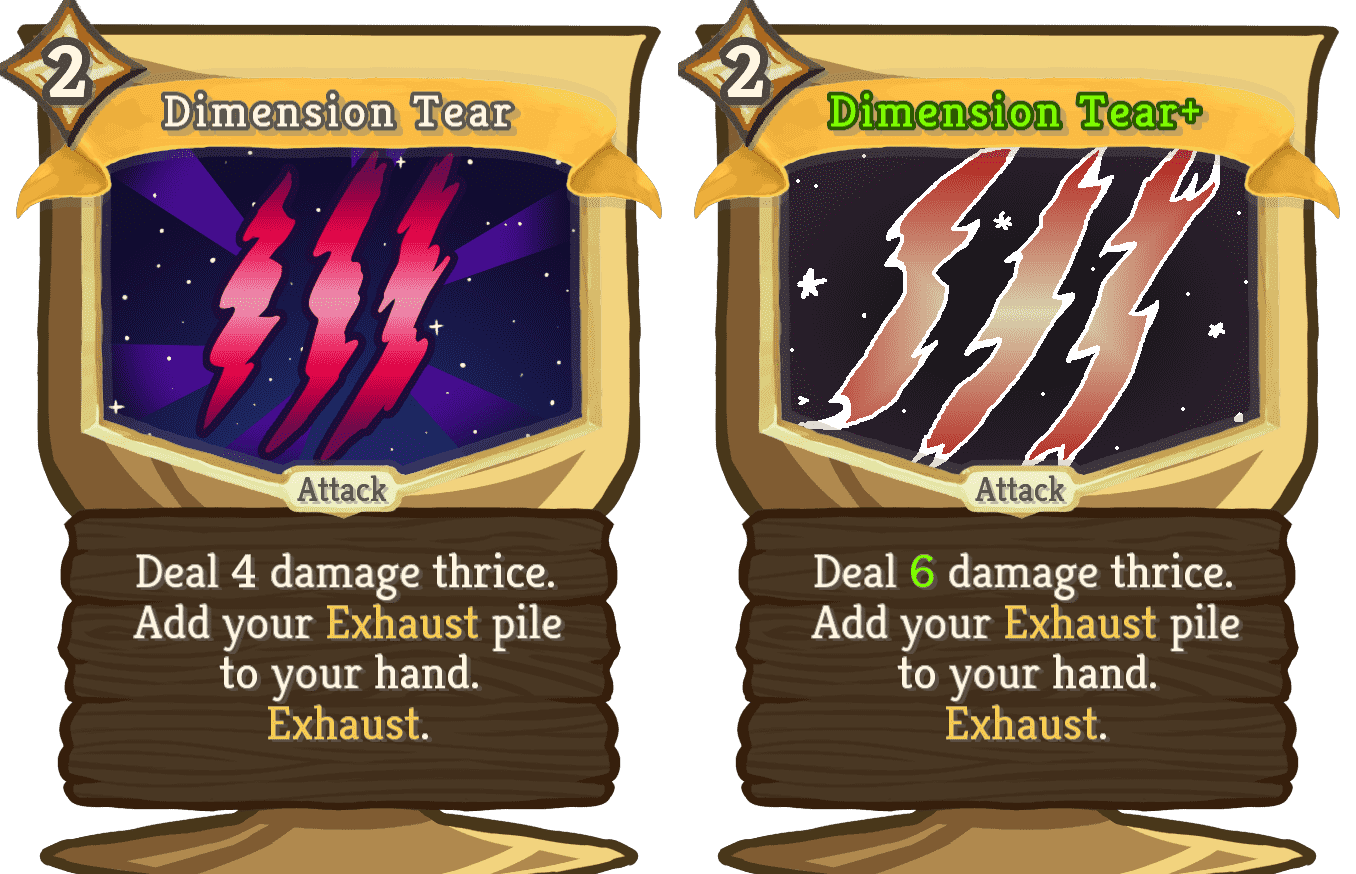 2
Dimension Tear
Attack
Deal 4 damage thrice.
Add your Exhaust pile
to your hand.
Exhaust.
2
Dimension Tear+
Attack
Deal 6 damage thrice.
Add your Exhaust pile
to your hand.
Exhaust.